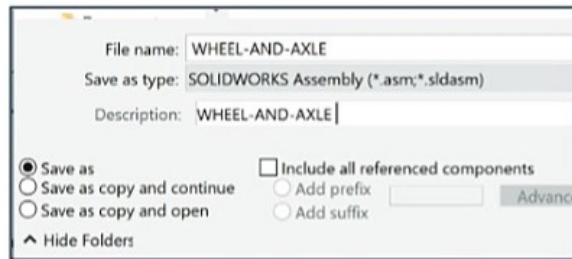 File name: WHEEL-AND-AXLE
Save as type: SOLIDWORKS Assembly (*.asm;*.sldasm)
Description: WHEEL-AND-AXLE
Save as Include all referenced components
Save as copy and continue Add prefix
Advanc
Save as copy and open Add suffix
Hide Folders